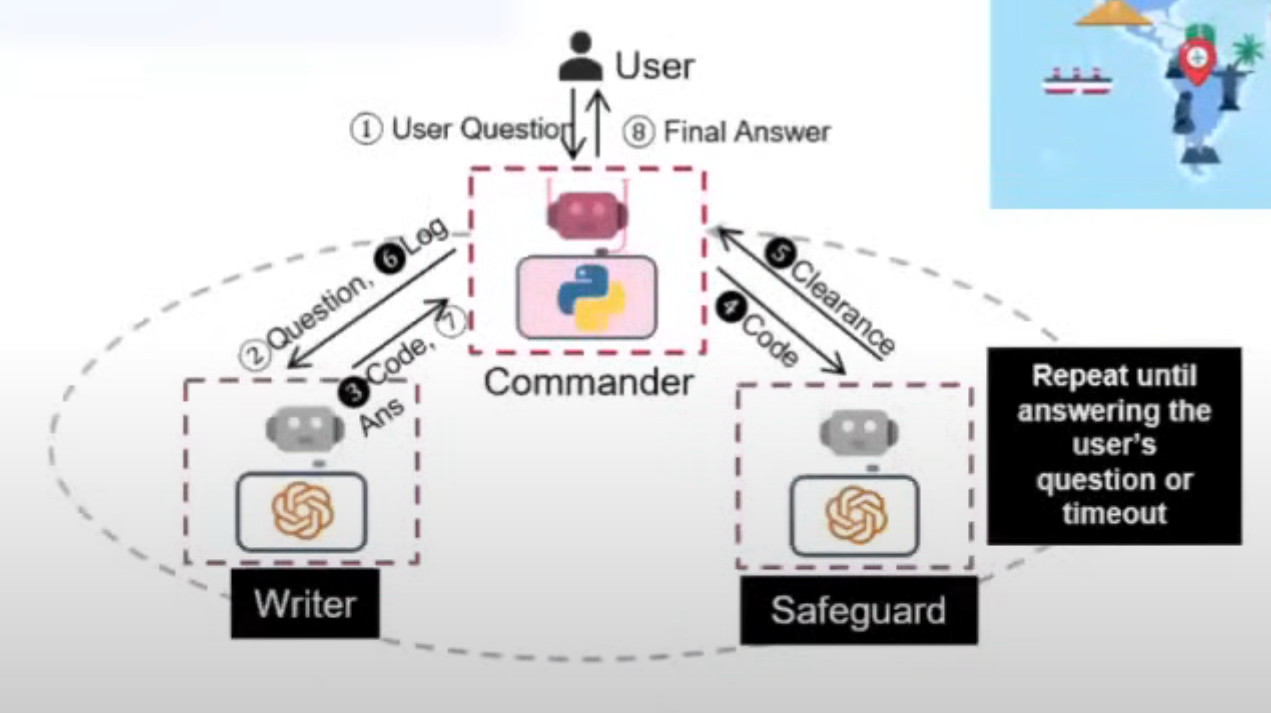 User
① User Question
⑧ Final Answer
② Question, ❻ Log
❸ Code, ⑦
Ans
❺ Clearance
❹ Code
Commander
Repeat until
answering the
user's
question or
timeout
Writer
Safeguard